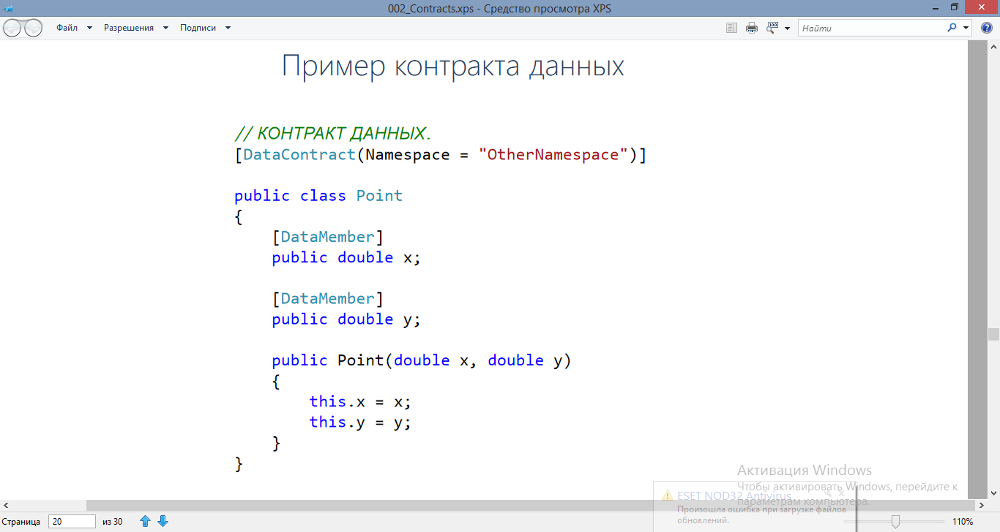 002_Contracts.xps - Средство просмотра XPS
Файл Разрешения Подписи 100 Найти ?
Пример контракта данных
// КОНТРАКТ ДАННЫХ.
[DataContract(Namespace = "OtherNamespace")]
public class Point
{
[DataMember]
public double x;
[DataMember]
public double y;
public Point(double x, double y)
{
this.x = x;
this.y = y;
}
}
Активация Windows
Чтобы активировать Windows, перейдите к
параметрам компьютера.
ESET NOD32 Antivirus
Произошла ошибка при загрузке файлов
обновлений.
Страница 20 из 30 110%